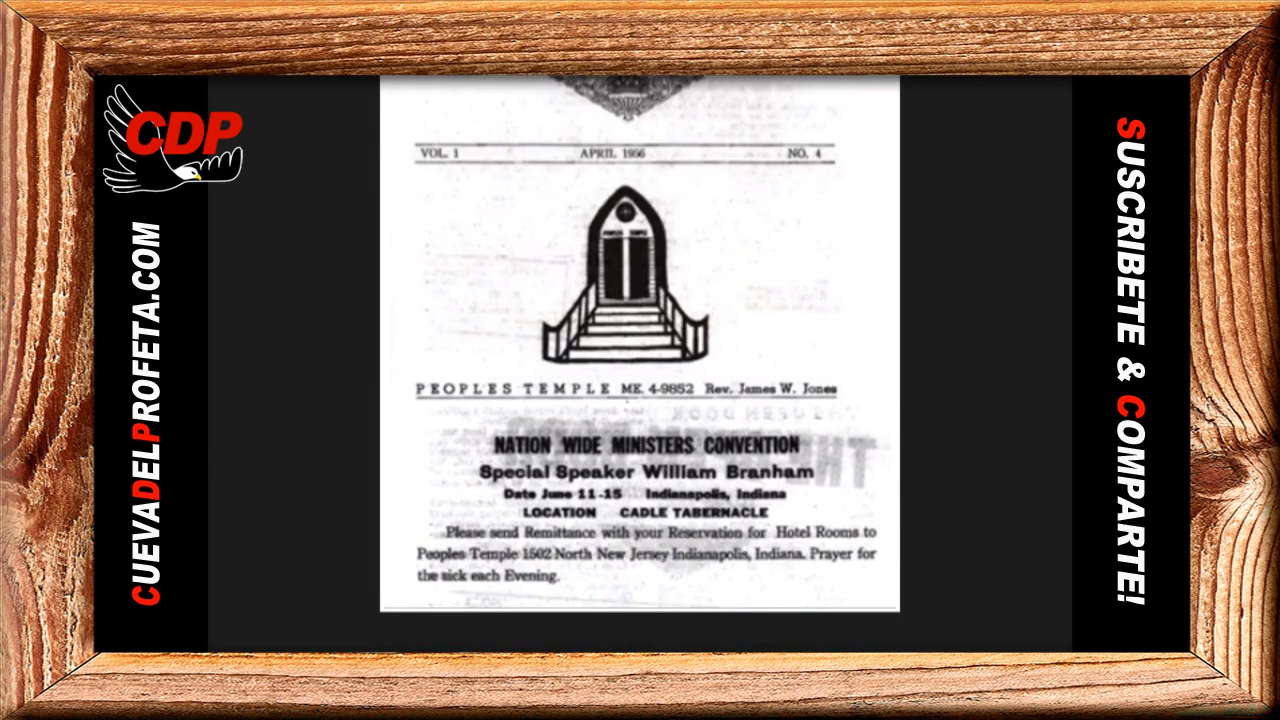 CDP
CUEVADELPROFETA.COM
VOL. 1 APRIL 1956 NO. 4
PEOPLES TEMPLE ME. 4-9852 Rev. James W. Jones
NATION WIDE MINISTERS CONVENTION
Special Speaker William Branham
Date June 11-15 Indianapolis, Indiana
LOCATION CADLE TABERNACLE
Please send Remittance with your Reservation for Hotel Rooms to
Peoples Temple 1502 North New Jersey Indianapolis, Indiana. Prayer for
the sick each Evening.
SUSCRIBETE & COMPARTE!